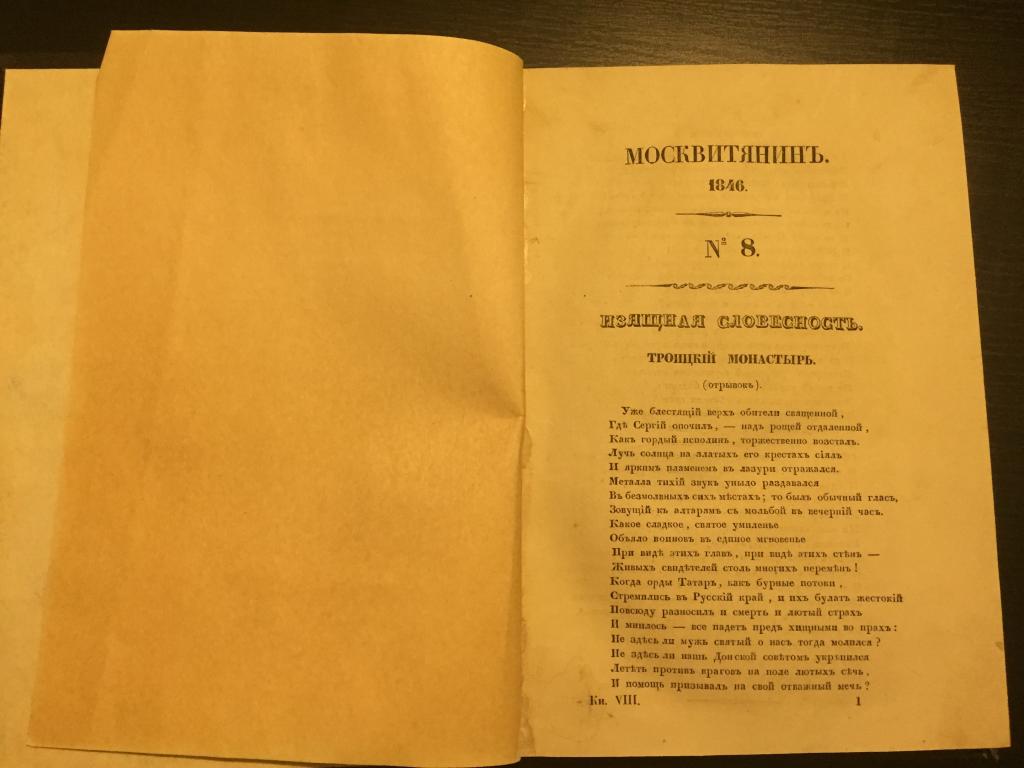 МОСКВИТЯНИНЪ.
1846.
№ 8.
ИЗЯЩНАЯ СЛОВЕСНОСТЬ.
ТРОИЦКІЙ МОНАСТЫРЬ.
(отрывокъ).
Уже блестящій верхъ обители священной,
Гдѣ Сергій опочилъ, — надъ рощей отдаленной,
Какъ гордый исполинъ, торжественно возсталъ.
Лучь солнца на златыхъ его крестахъ сіялъ
И яркимъ пламенемъ въ лазури отражался.
Металла тихій звукъ уныло раздавался
Въ безмолвныхъ сихъ мѣстахъ; то былъ обычный гласъ,
Зовущій къ алтарямъ съ мольбой въ вечерній часъ.
Какое сладкое, святое умиленье
Объяло воиновъ въ единое мгновенье
При видѣ этихъ главъ, при видѣ этихъ стѣнъ —
Живыхъ свидѣтелей столь многихъ перемѣнъ!
Когда орды Татаръ, какъ бурные потоки,
Стремились въ Русскій край, и ихъ булатъ жестокій
Повсюду разносилъ и смерть и лютый страхъ
И мнилось — все падетъ предъ хищными во прахъ:
Не здѣсь ли мужъ святый о насъ тогда молился?
Не здѣсь ли нашъ Донской совѣтомъ укрѣпился
Летѣть противъ враговъ на поле лютыхъ сѣчь,
И помощь призывалъ на свой отважный мечь?
Кн. VIII. 1